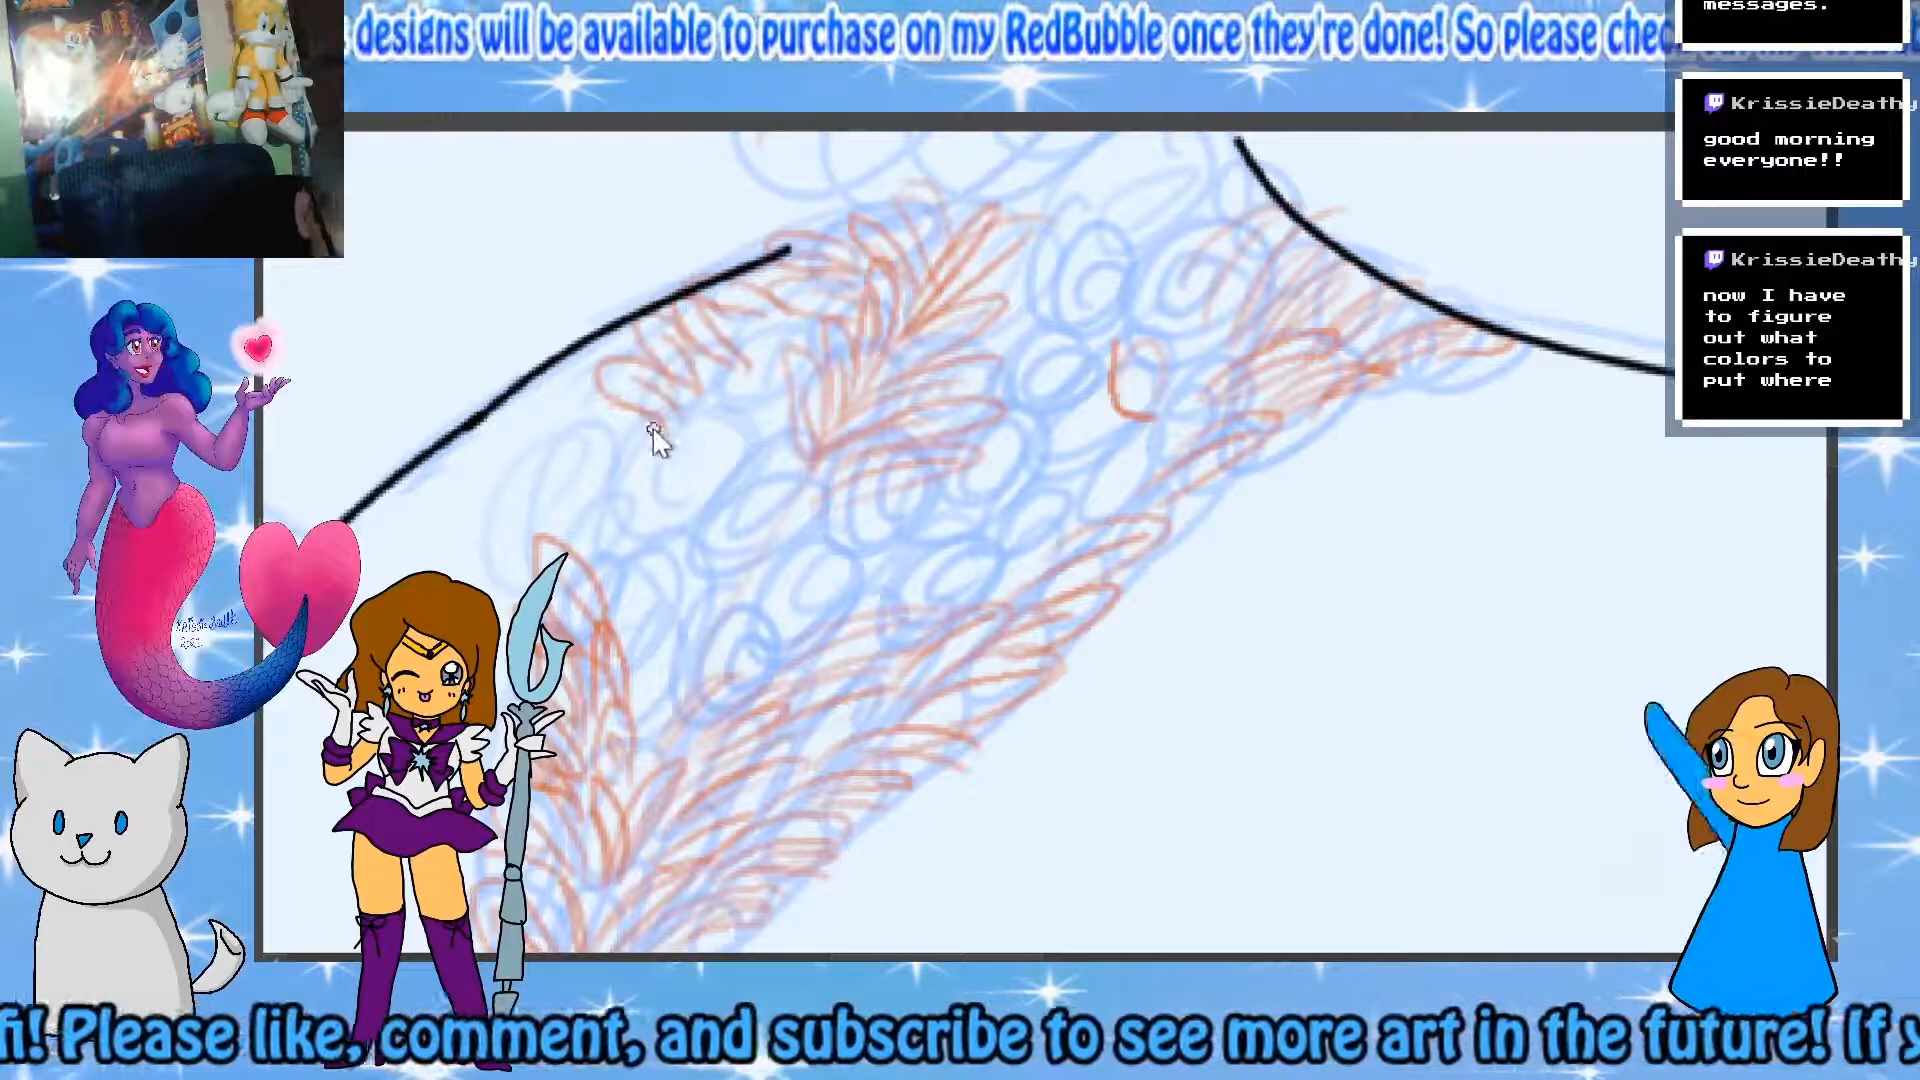 designs will be available to purchase on my RedBubble once they're done! So please chec
messages.
KrissieDeathy
good morning
everyone!!
KrissieDeathy
now I have
to figure
out what
colors to
put where
fi! Please like, comment, and subscribe to see more art in the future! If y